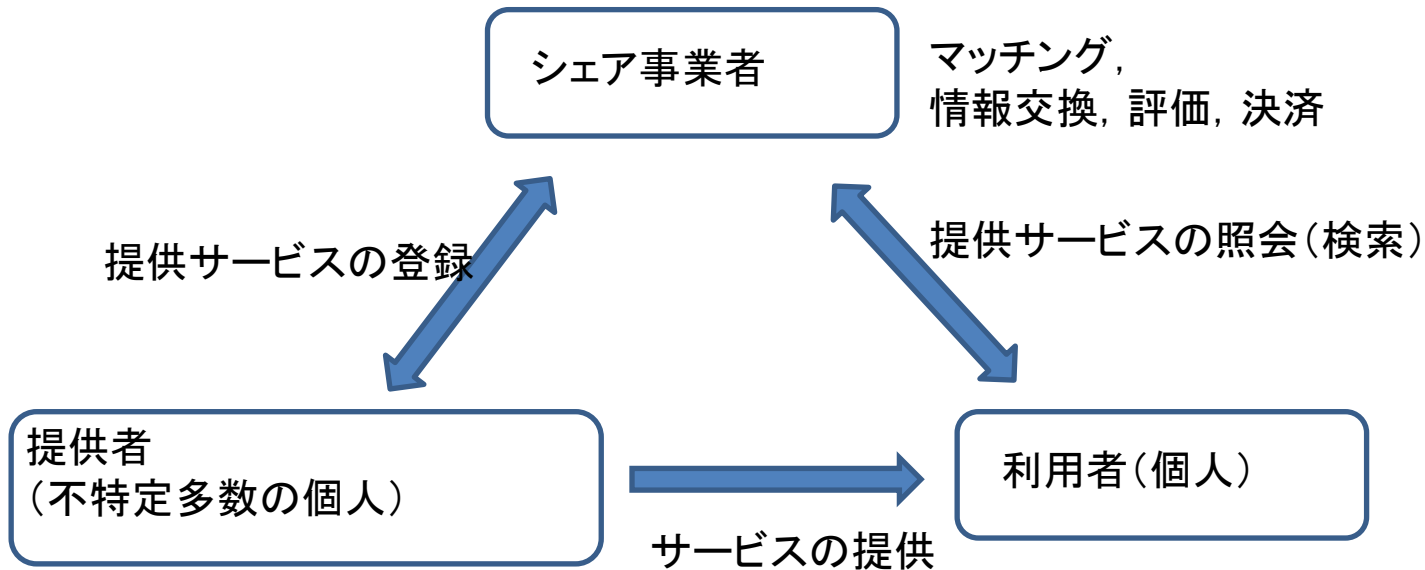 シェア事業者
マッチング,
情報交換, 評価, 決済
提供サービスの登録
提供サービスの照会(検索)
提供者
(不特定多数の個人)
利用者(個人)
サービスの提供